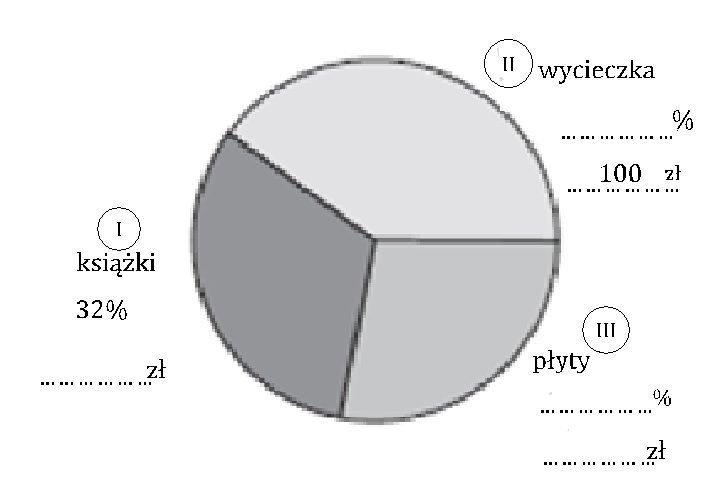 II wycieczka
..................%
100 zł
I
książki
32%
..................zł
III
płyty
..................%
..................zł